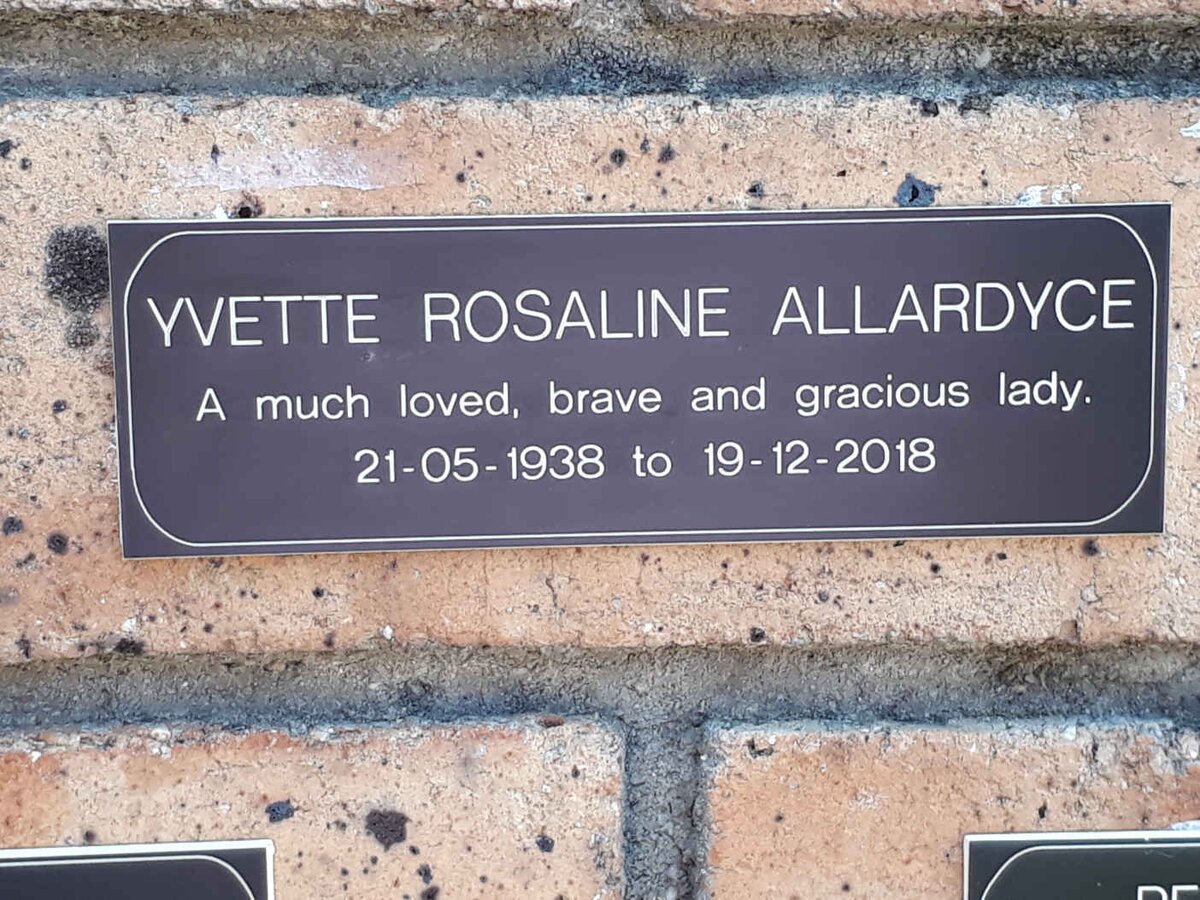 YVETTE ROSALINE ALLARDYCE
A much loved, brave and gracious lady.
21-05-1938 to 19-12-2018